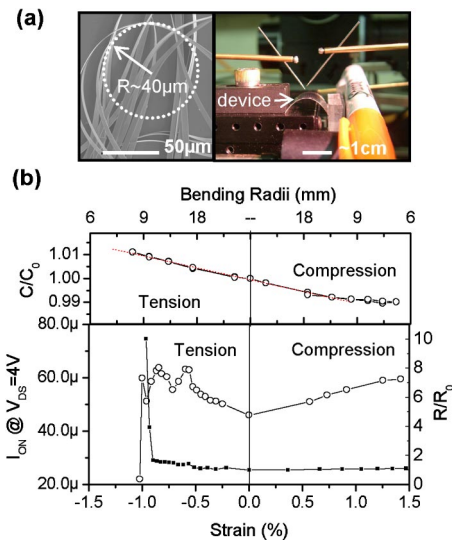 (a)
R~40μm
50μm
device
~1cm
(b)
Bending Radii (mm)
6 9 18 -- 18 9 6
C/C0
1.01
1.00
0.99
Tension
Compression
80.0μ
60.0μ
40.0μ
20.0μ
ION @ VDS=4V
Tension
Compression
10
8
6
4
2
0
R/R0
-1.5 -1.0 -0.5 0.0 0.5 1.0 1.5
Strain (%)